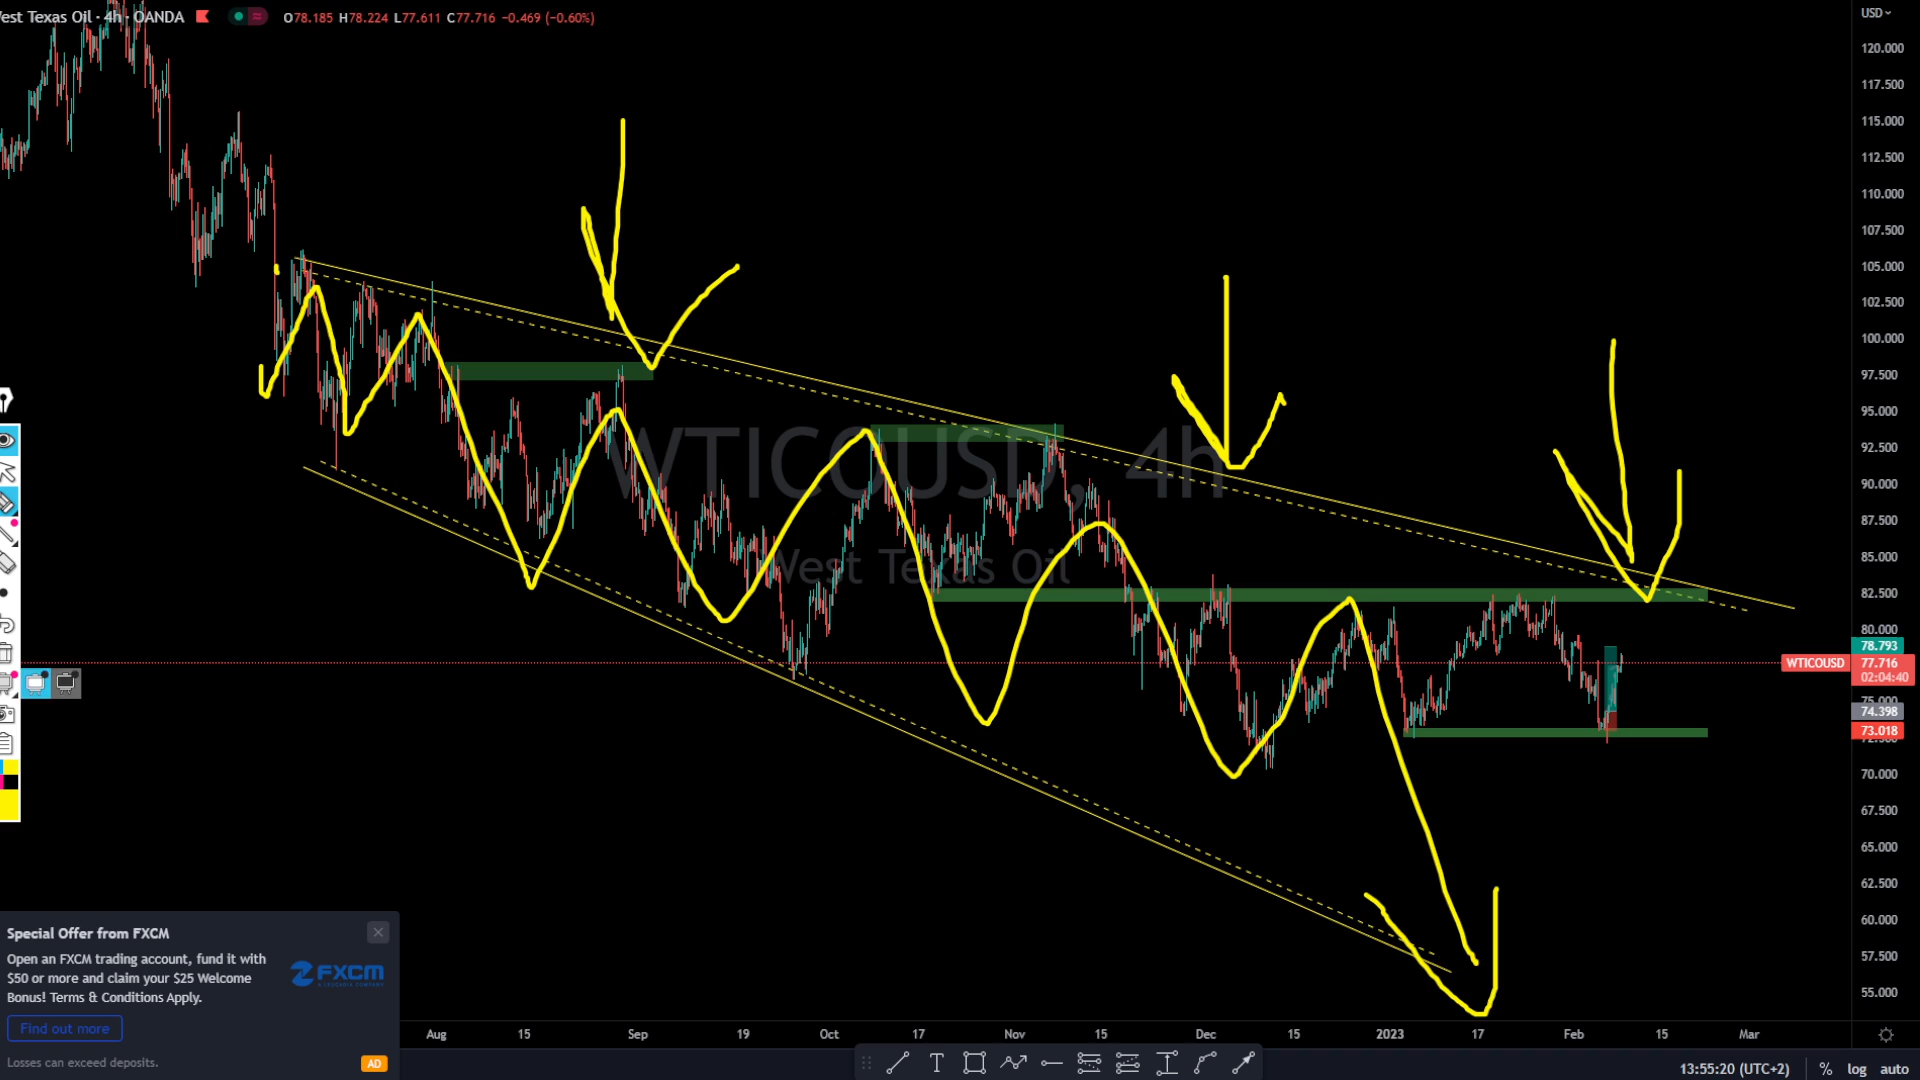 est Texas Oil · 4h · OANDA
O78.185 H78.224 L77.611 C77.716 -0.469 (-0.60%)
USD
120.000
117.500
115.000
112.500
110.000
107.500
105.000
102.500
100.000
97.500
95.000
92.500
90.000
87.500
85.000
82.500
80.000
78.793
WTICOUSD 77.716
02:04:40
75.000
74.398
73.018
72.500
70.000
67.500
65.000
62.500
60.000
57.500
55.000
WTICOUSD, 4h
West Texas Oil
Special Offer from FXCM
Open an FXCM trading account, fund it with
$50 or more and claim your $25 Welcome
Bonus! Terms & Conditions Apply.
FXCM
Find out more
Losses can exceed deposits.
AD
Aug 15 Sep 19 Oct 17 Nov 15 Dec 15 2023 17 Feb 15 Mar
T
13:55:20 (UTC+2) % log auto